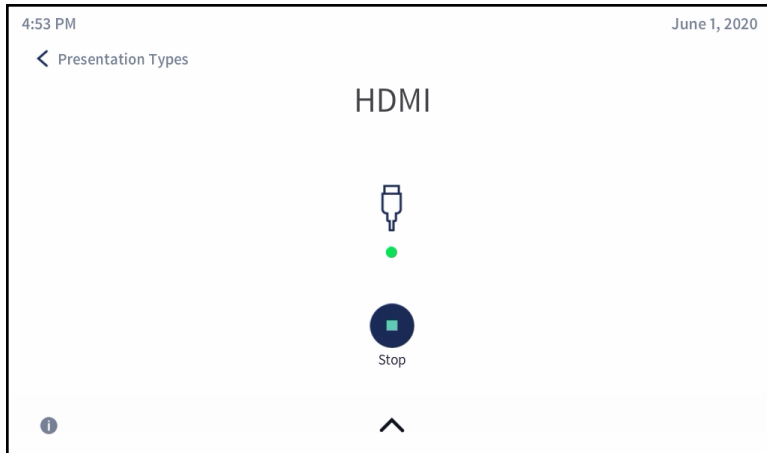 4:53 PM
June 1, 2020
Presentation Types
HDMI
Stop